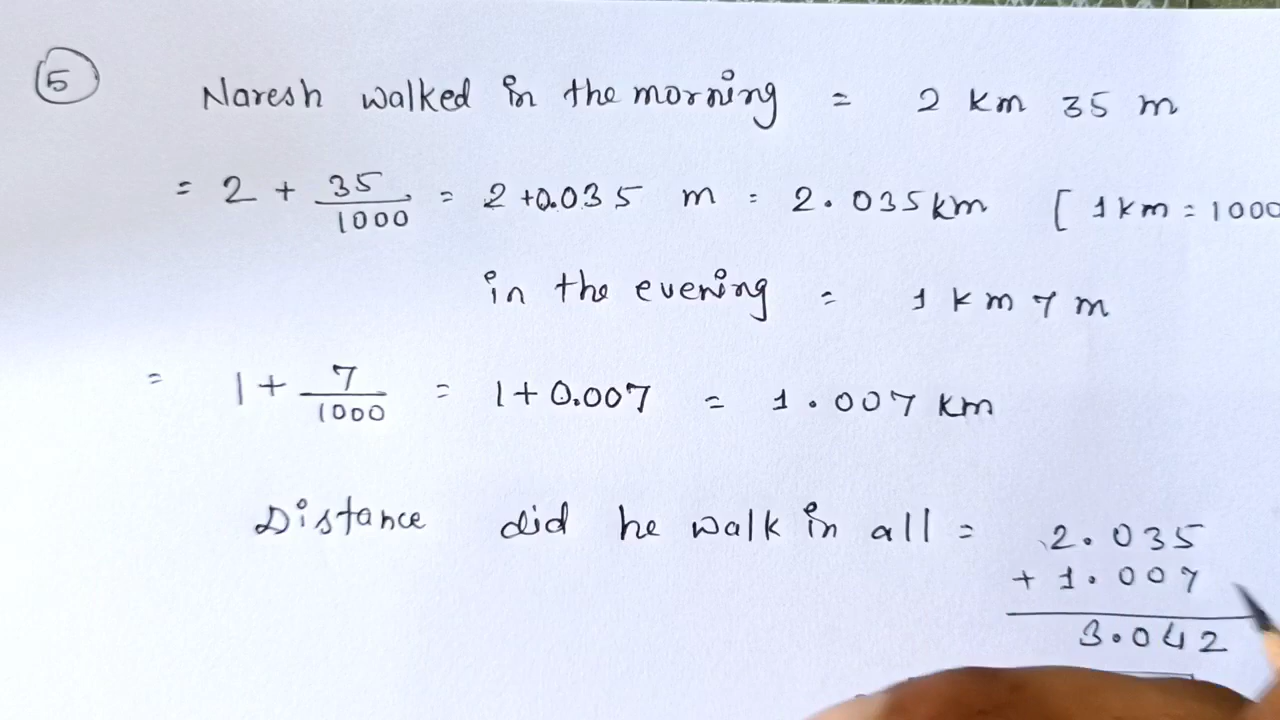 5 Naresh walked in the morning = 2 km 35 m
= 2 + 35/1000 = 2 +0.035 m = 2.035 km [ 1 km = 1000
in the evening = 1 km 7 m
= 1 + 7/1000 = 1 + 0.007 = 1.007 km
Distance did he walk in all = 2.035
+ 1.007
3.042